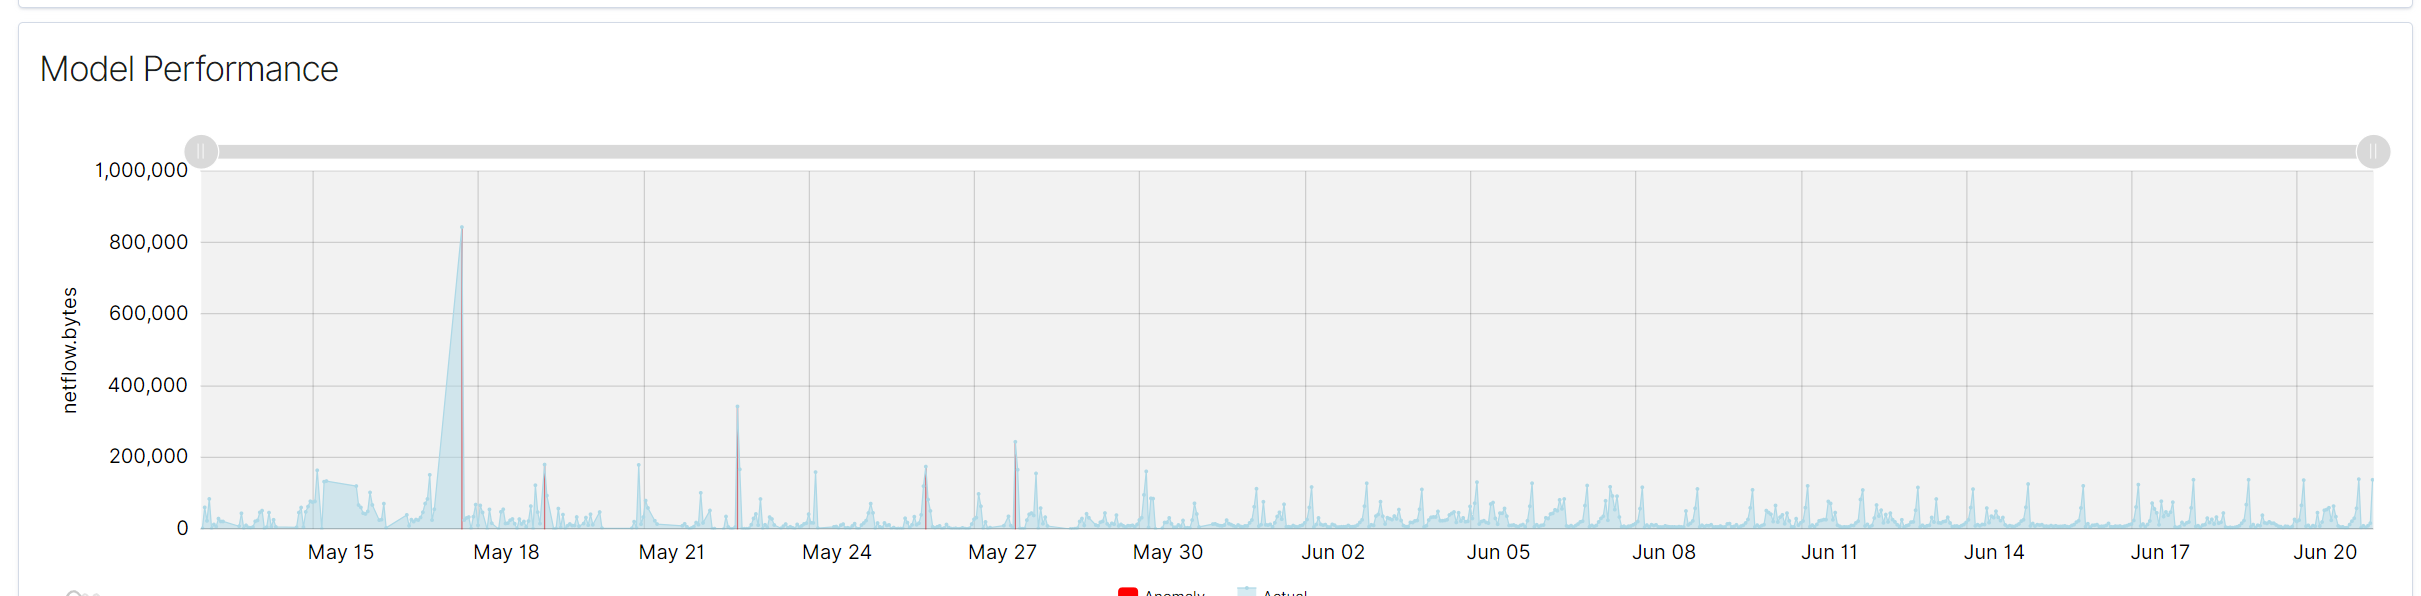 Model Performance
1,000,000
800,000
600,000
400,000
200,000
0
netflow.bytes
May 15 May 18 May 21 May 24 May 27 May 30 Jun 02 Jun 05 Jun 08 Jun 11 Jun 14 Jun 17 Jun 20
Anomaly Actual